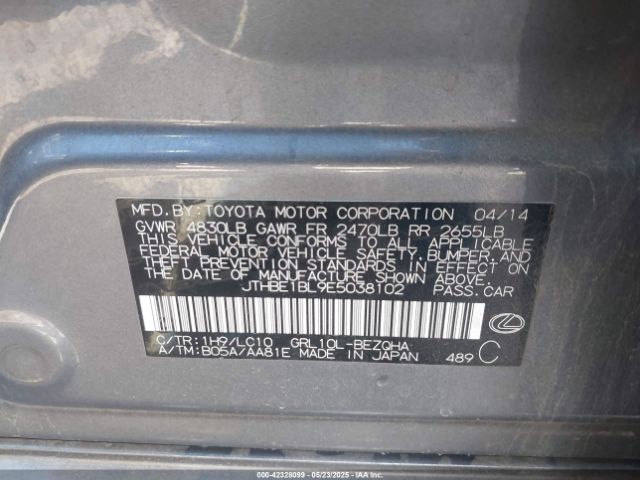 MFD.BY:TOYOTA MOTOR CORPORATION 04/14
GVWR 4830LB GAWR FR 2470LB RR 2655LB
THIS VEHICLE CONFORMS TO ALL APPLICABLE
FEDERAL MOTOR VEHICLE SAFETY,BUMPER,AND
THEFT PREVENTION STANDARDS IN EFFECT ON
THE DATE OF MANUFACTURE SHOWN ABOVE.
JTHBE1BL9E5038102 PASS.CAR
C/TR:1H9/LC10 GRL10L-BEZQHA
A/TM:B05A/AA81E MADE IN JAPAN 489 C
000-42328099 — 05/23/2025 — IAAI.COM